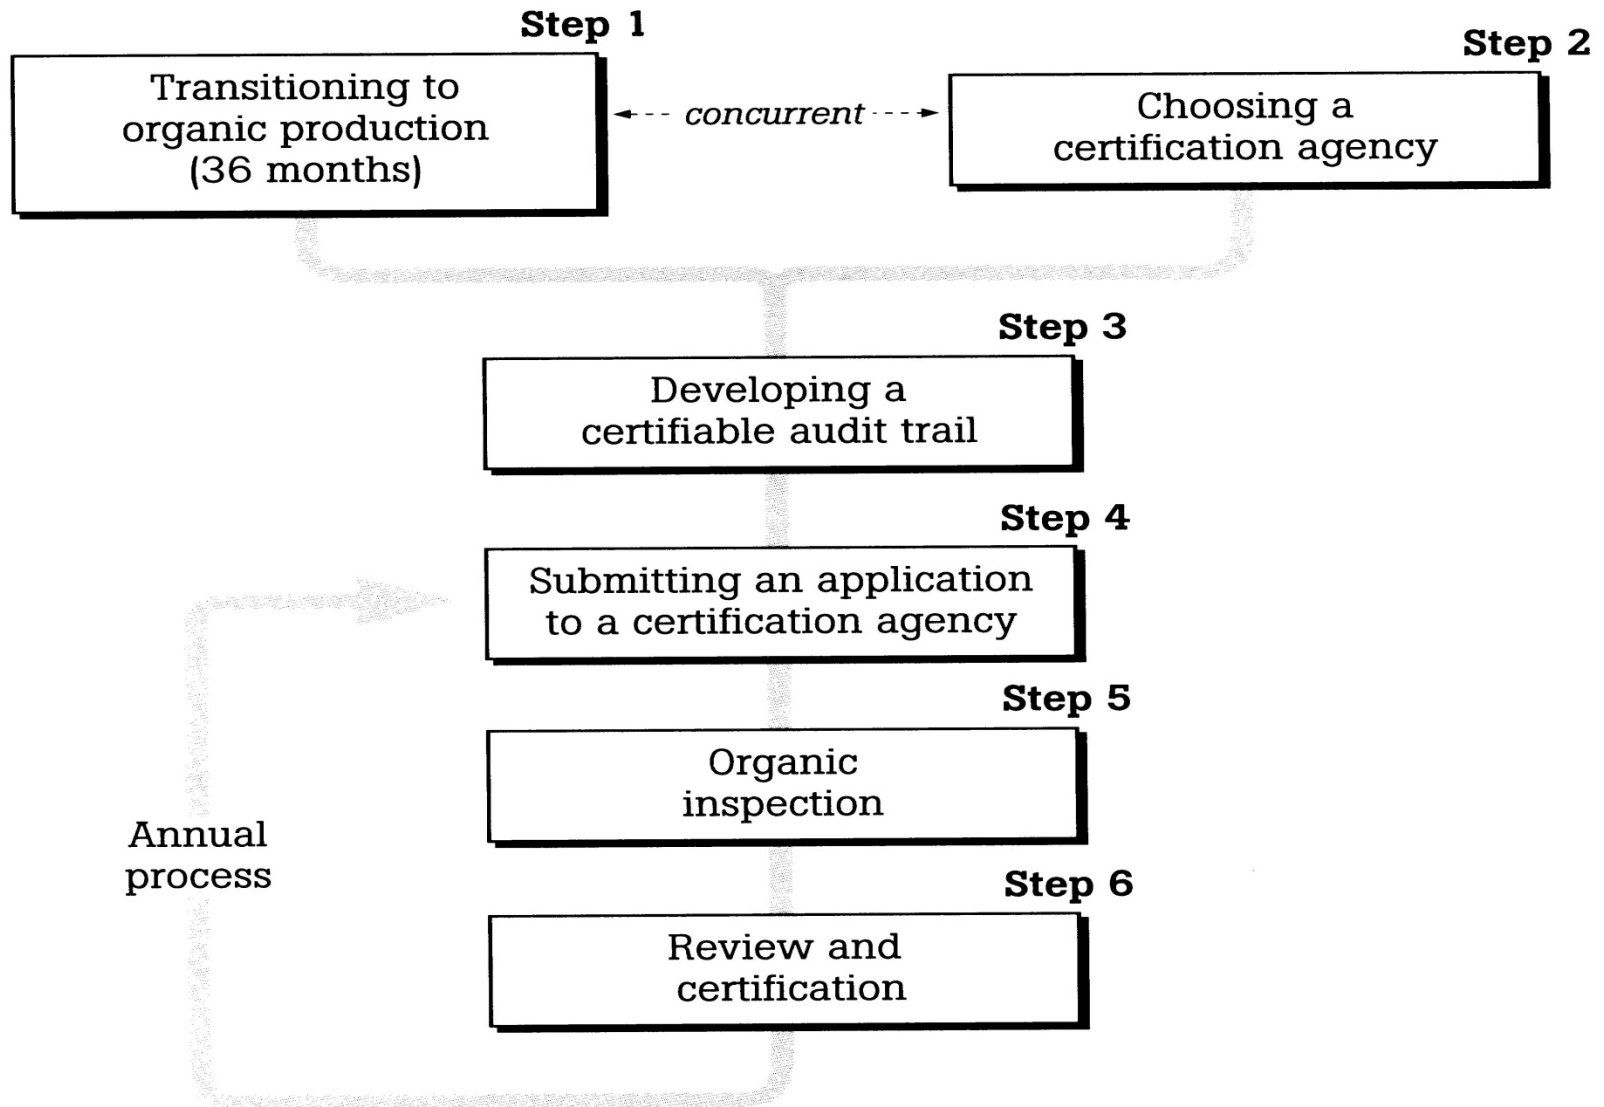 Step 1
Transitioning to
organic production
(36 months)
concurrent
Step 2
Choosing a
certification agency
Step 3
Developing a
certifiable audit trail
Step 4
Submitting an application
to a certification agency
Step 5
Organic
inspection
Annual
process
Step 6
Review and
certification